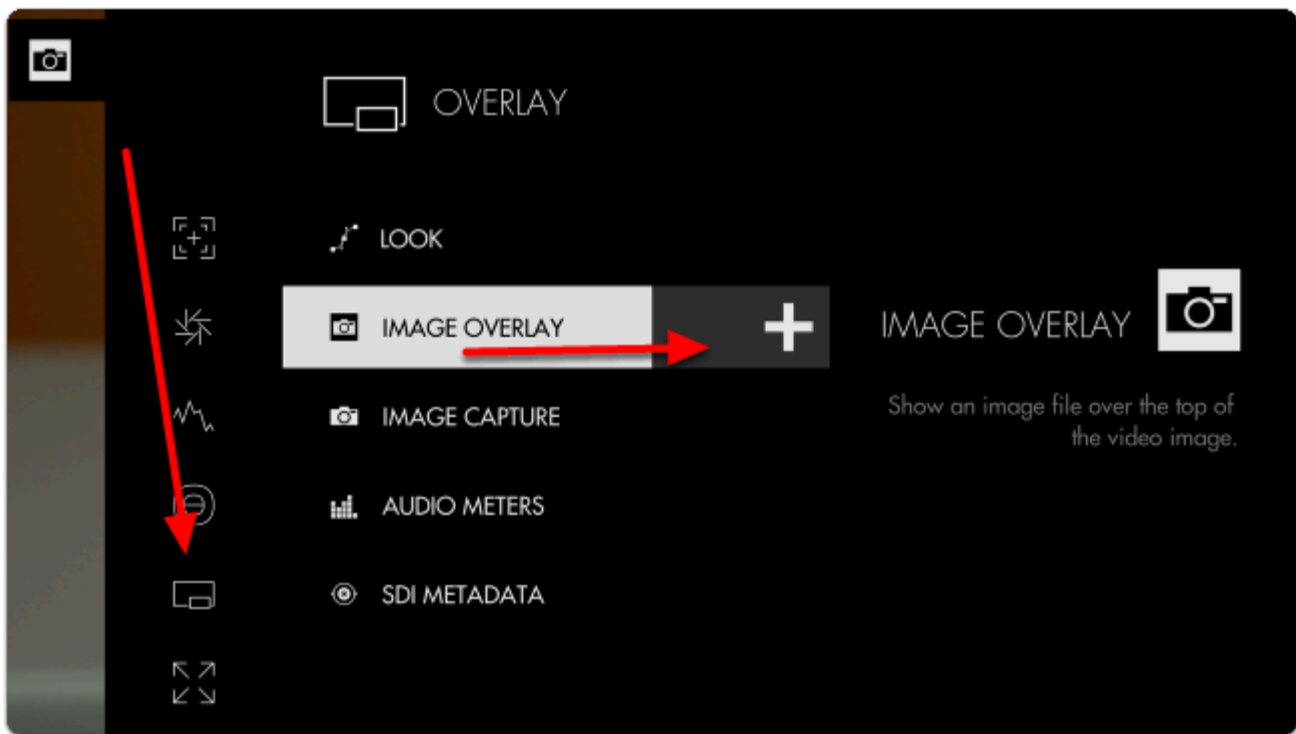 OVERLAY
LOOK
IMAGE OVERLAY
IMAGE OVERLAY
Show an image file over the top of
the video image.
IMAGE CAPTURE
AUDIO METERS
SDI METADATA